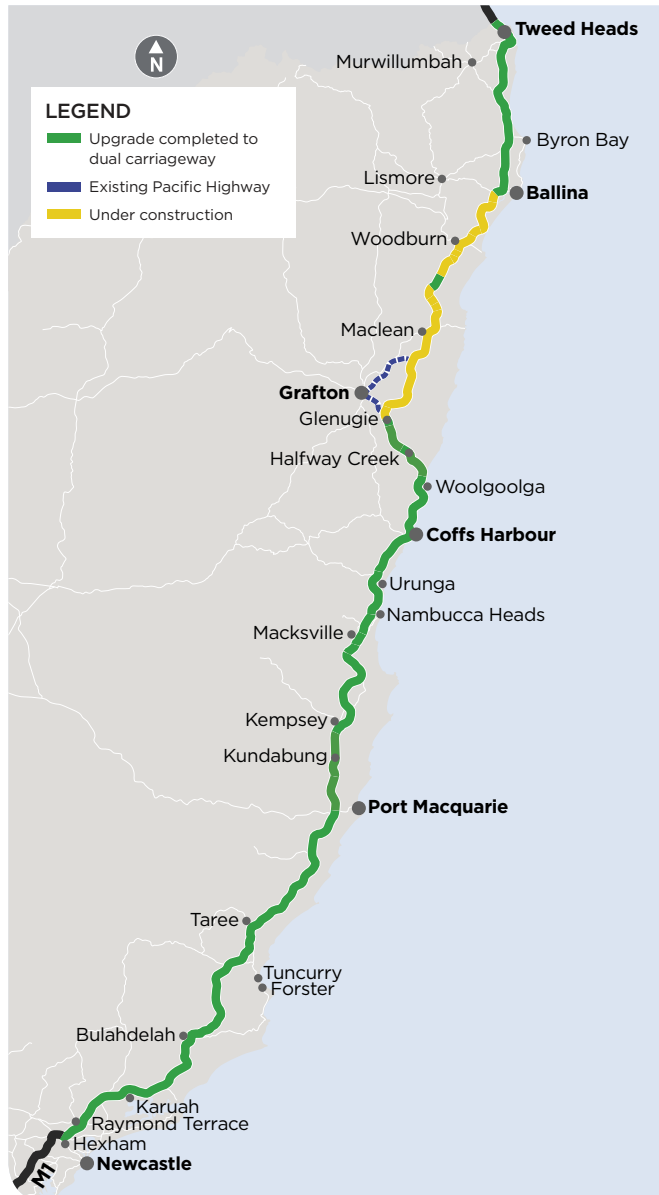 Tweed Heads
N
Murwillumbah
LEGEND
Upgrade completed to
dual carriageway
Existing Pacific Highway
Under construction
Byron Bay
Lismore
Ballina
Woodburn
Maclean
Grafton
Glenugie
Halfway Creek
Woolgoolga
Coffs Harbour
Urunga
Nambucca Heads
Macksville
Kempsey
Kundabung
Port Macquarie
Taree
Tuncurry
Forster
Bulahdelah
Karuah
Raymond Terrace
Hexham
Newcastle
M1